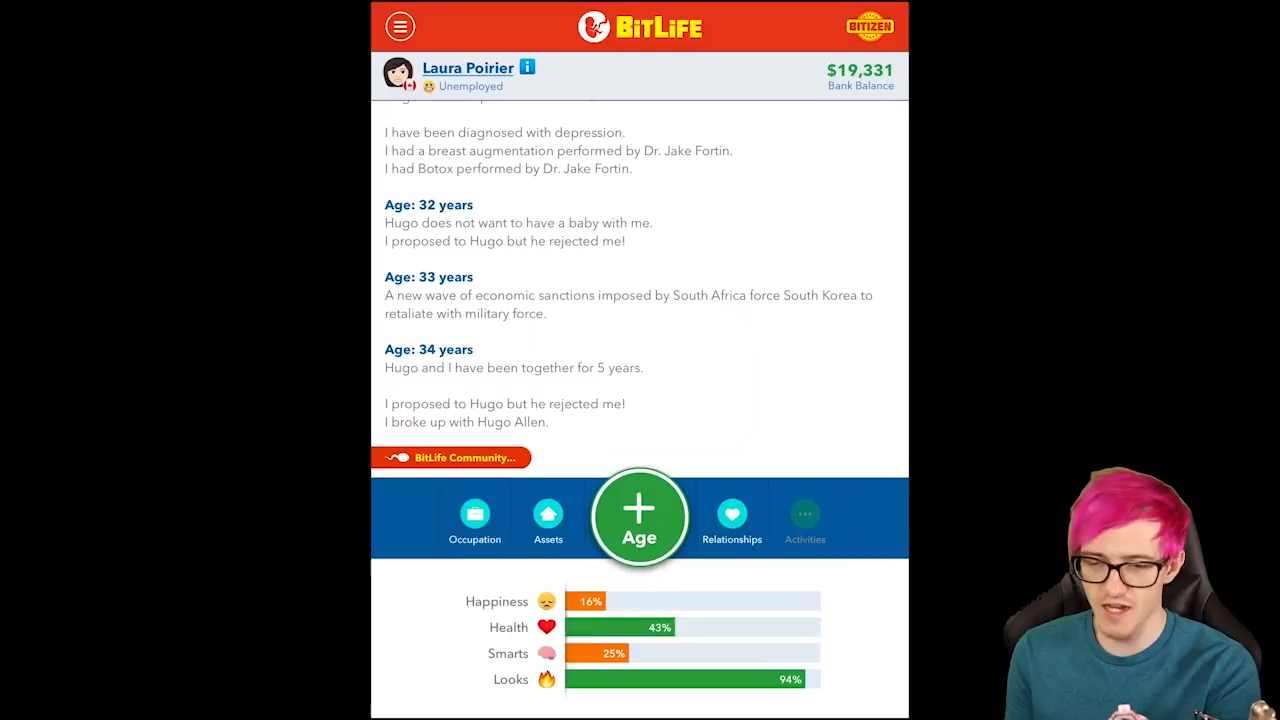 BITLIFE
BITIZEN
Laura Poirier
$19,331
Unemployed
Bank Balance
I have been diagnosed with depression.
I had a breast augmentation performed by Dr. Jake Fortin.
I had Botox performed by Dr. Jake Fortin.
Age: 32 years
Hugo does not want to have a baby with me.
I proposed to Hugo but he rejected me!
Age: 33 years
A new wave of economic sanctions imposed by South Africa force South Korea to
retaliate with military force.
Age: 34 years
Hugo and I have been together for 5 years.
I proposed to Hugo but he rejected me!
I broke up with Hugo Allen.
BitLife Community...
Occupation
Assets
Age
Relationships
Activities
Happiness 16%
Health 43%
Smarts 25%
Looks 94%